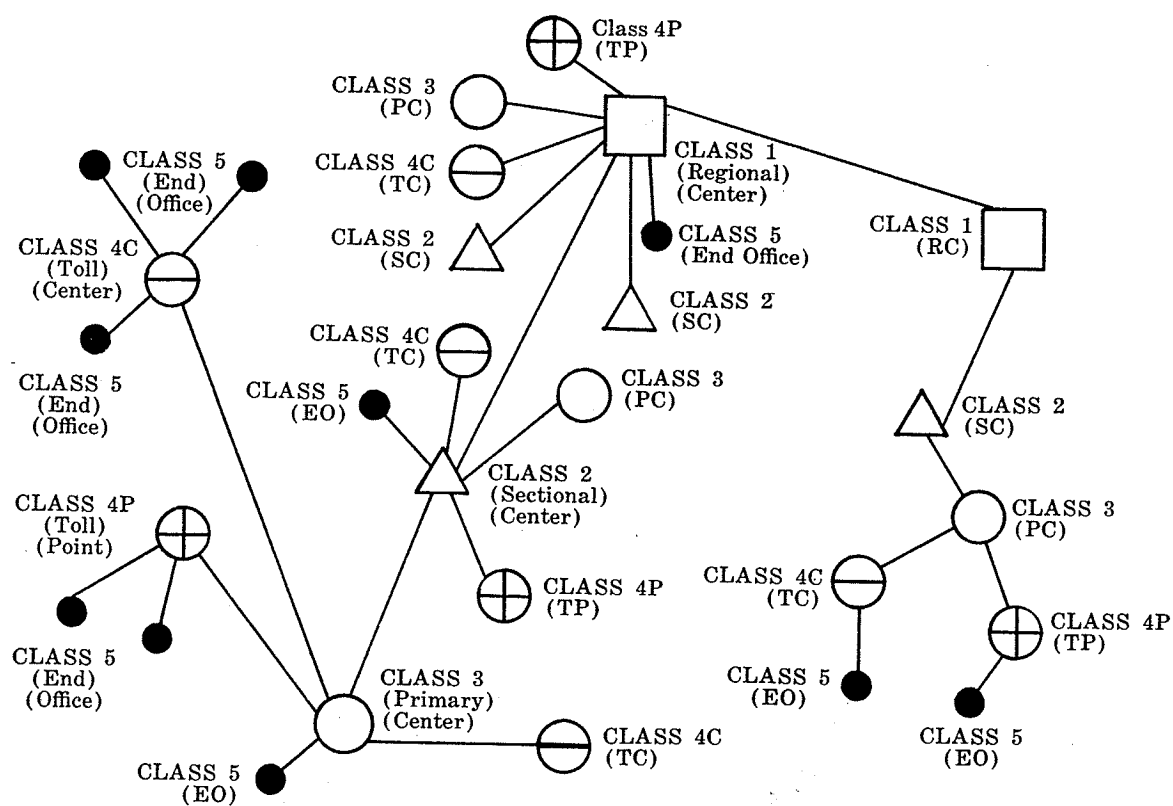 Class 4P
(TP)
CLASS 3
(PC)
CLASS 4C
(TC)
CLASS 2
(SC)
CLASS 1
(Regional)
(Center)
CLASS 5
(End Office)
CLASS 2
(SC)
CLASS 1
(RC)
CLASS 5
(End)
(Office)
CLASS 4C
(Toll)
(Center)
CLASS 5
(End)
(Office)
CLASS 4C
(TC)
CLASS 5
(EO)
CLASS 3
(PC)
CLASS 2
(Sectional)
(Center)
CLASS 4P
(TP)
CLASS 2
(SC)
CLASS 3
(PC)
CLASS 4C
(TC)
CLASS 4P
(TP)
CLASS 5
(EO)
CLASS 5
(EO)
CLASS 4P
(Toll)
(Point)
CLASS 5
(End)
(Office)
CLASS 3
(Primary)
(Center)
CLASS 4C
(TC)
CLASS 5
(EO)